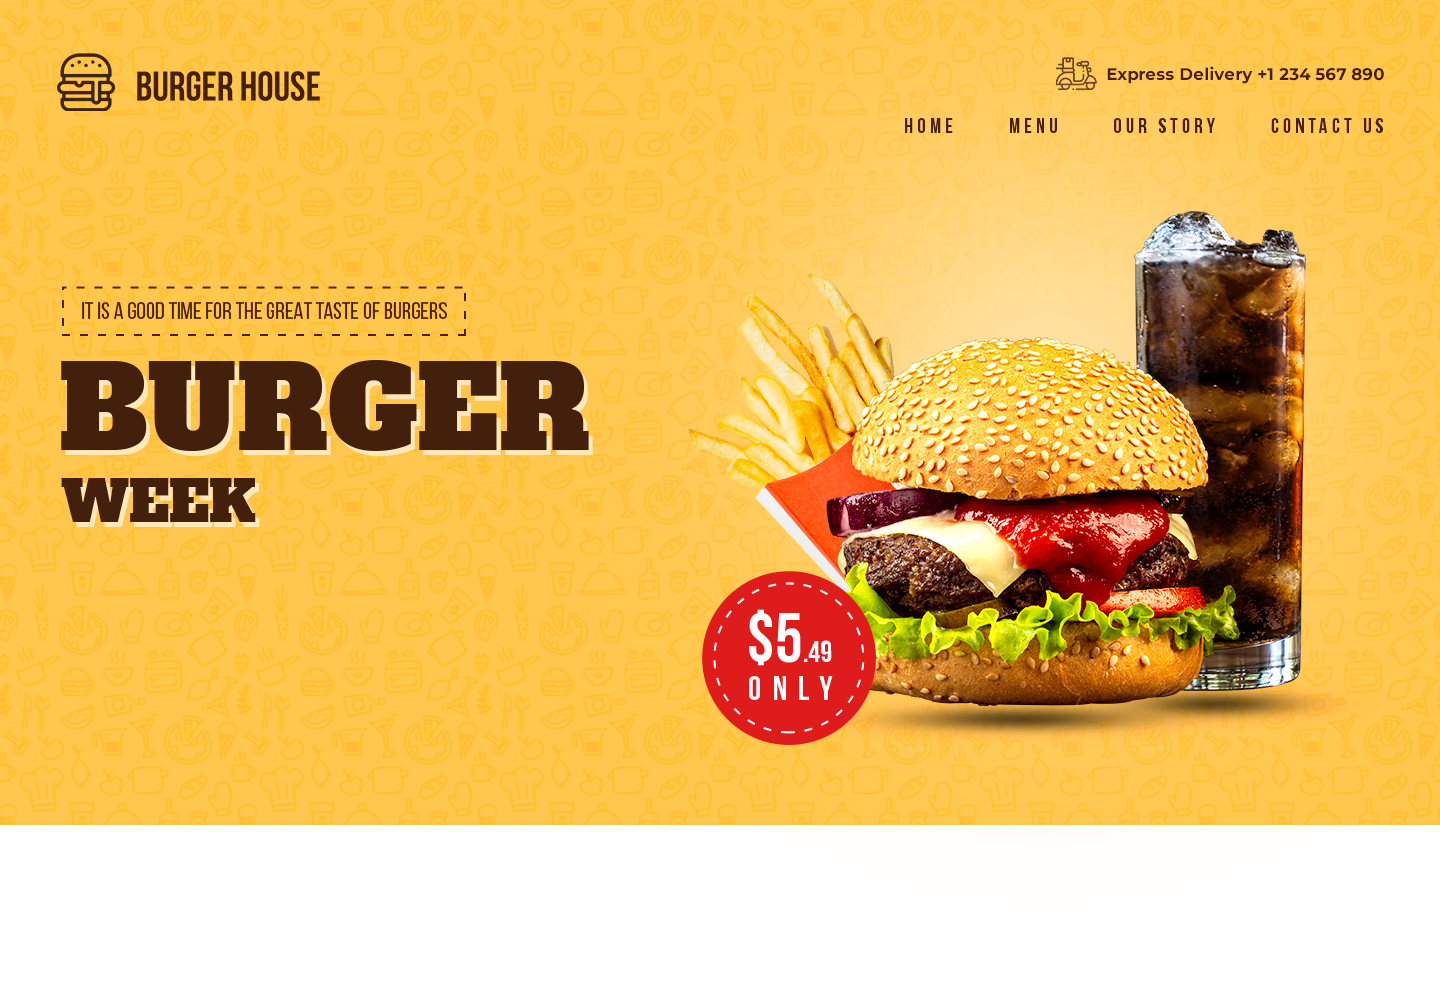 BURGER HOUSE
Express Delivery +1 234 567 890
HOME MENU OUR STORY CONTACT US
IT IS A GOOD TIME FOR THE GREAT TASTE OF BURGERS
BURGER
WEEK
$5.49
ONLY